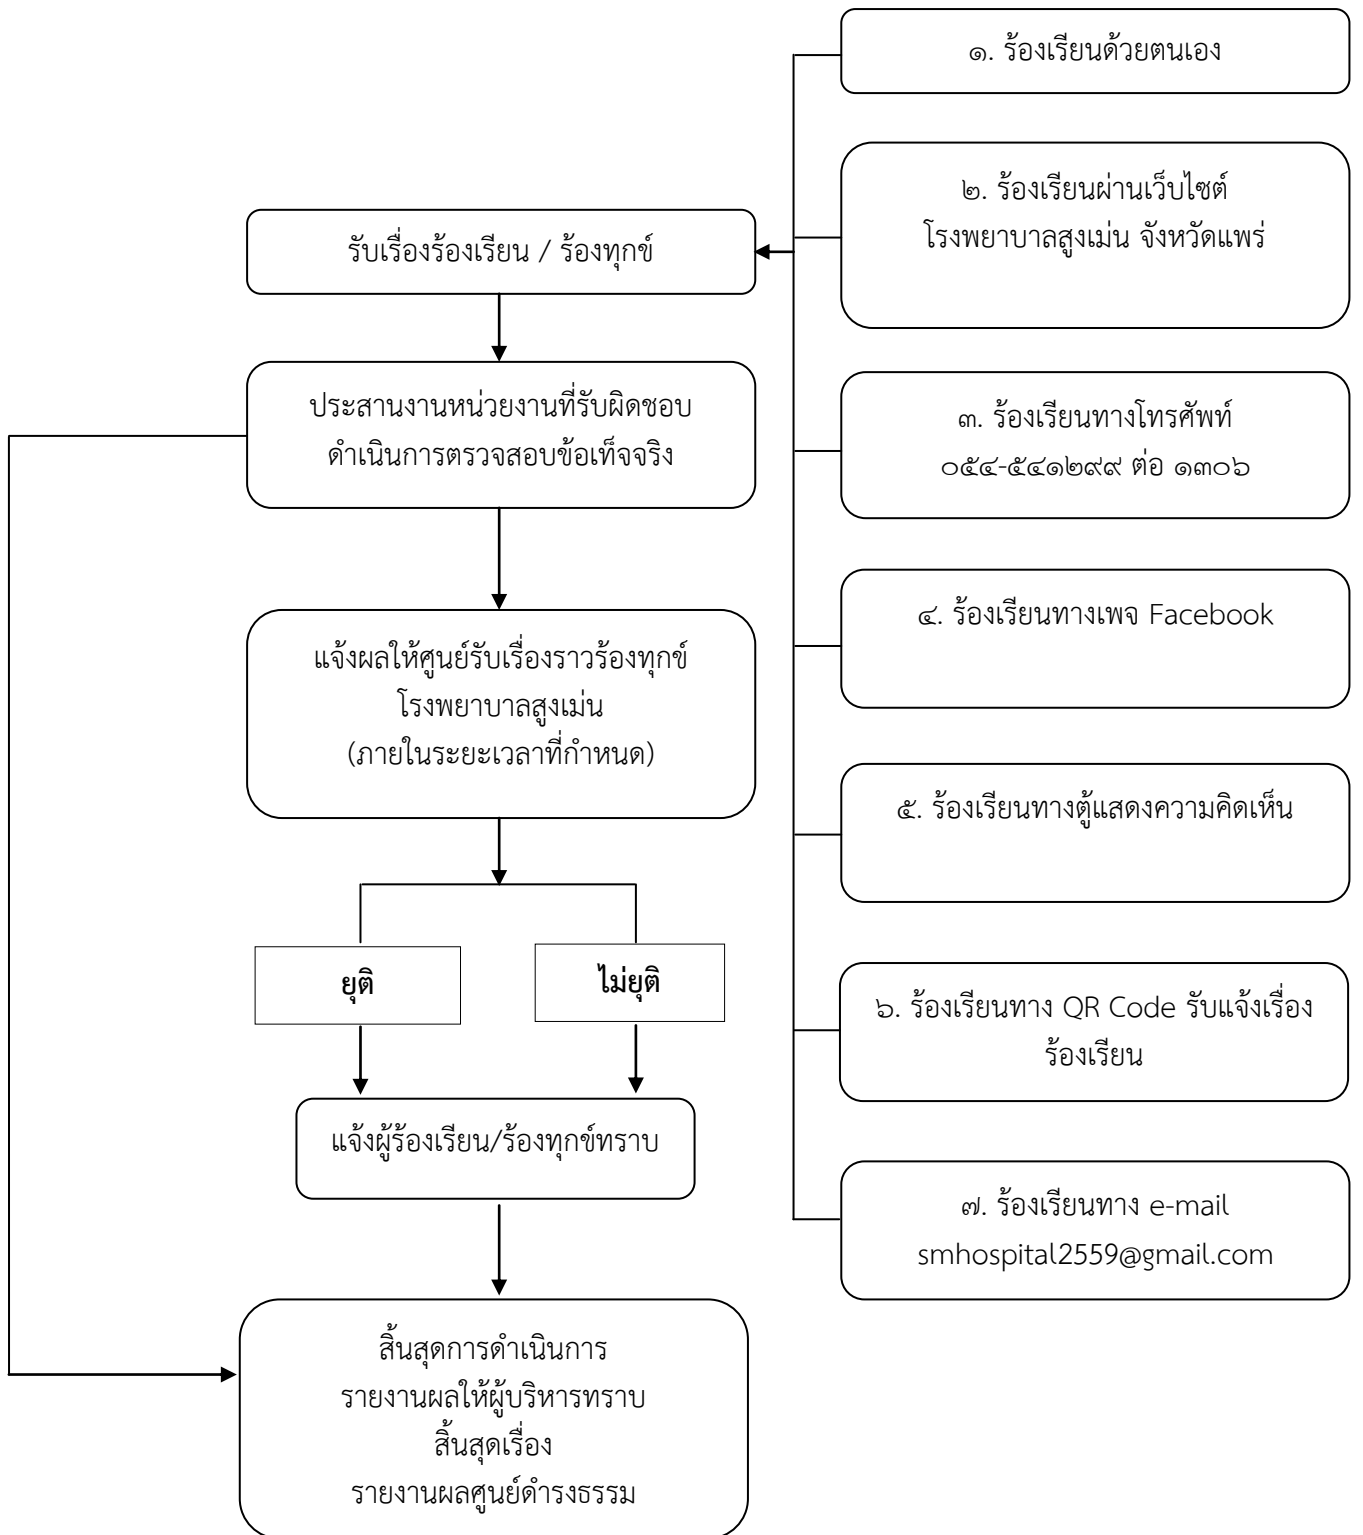 ๑. ร้องเรียนด้วยตนเอง
๒. ร้องเรียนผ่านเว็บไซต์
โรงพยาบาลสูงเม่น จังหวัดแพร่
๓. ร้องเรียนทางโทรศัพท์
๐๕๔-๕๔๑๒๙๙ ต่อ ๑๓๐๖
๔. ร้องเรียนทางเพจ Facebook
๕. ร้องเรียนทางตู้แสดงความคิดเห็น
๖. ร้องเรียนทาง QR Code รับแจ้งเรื่อง
ร้องเรียน
๗. ร้องเรียนทาง e-mail
smhospital2559@gmail.com
รับเรื่องร้องเรียน / ร้องทุกข์
ประสานงานหน่วยงานที่รับผิดชอบ
ดำเนินการตรวจสอบข้อเท็จจริง
แจ้งผลให้ศูนย์รับเรื่องราวร้องทุกข์
โรงพยาบาลสูงเม่น
(ภายในระยะเวลาที่กำหนด)
ยุติ
ไม่ยุติ
แจ้งผู้ร้องเรียน/ร้องทุกข์ทราบ
สิ้นสุดการดำเนินการ
รายงานผลให้ผู้บริหารทราบ
สิ้นสุดเรื่อง
รายงานผลศูนย์ดำรงธรรม